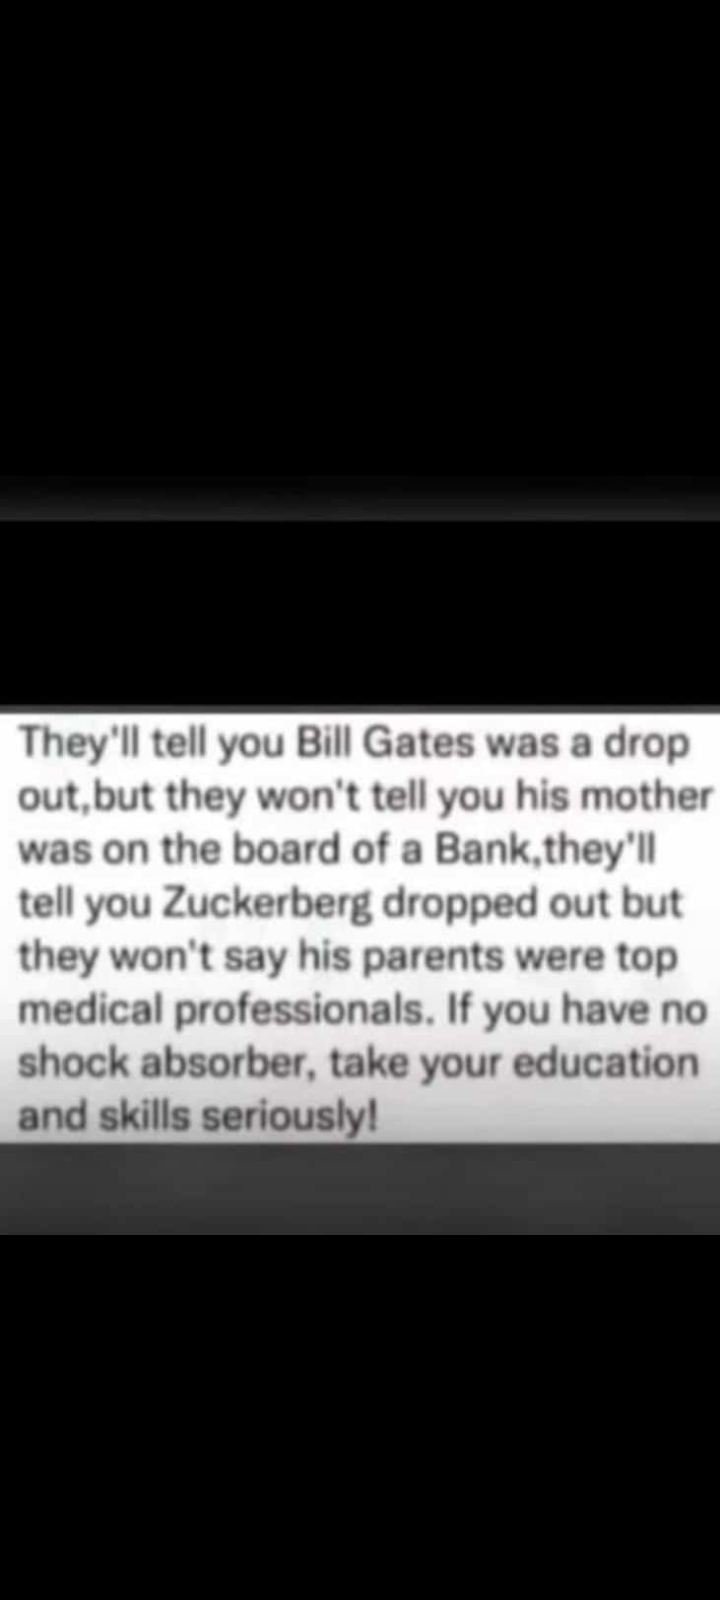 They'll tell you Bill Gates was a drop
out,but they won't tell you his mother
was on the board of a Bank,they'll
tell you Zuckerberg dropped out but
they won't say his parents were top
medical professionals. If you have no
shock absorber, take your education
and skills seriously!